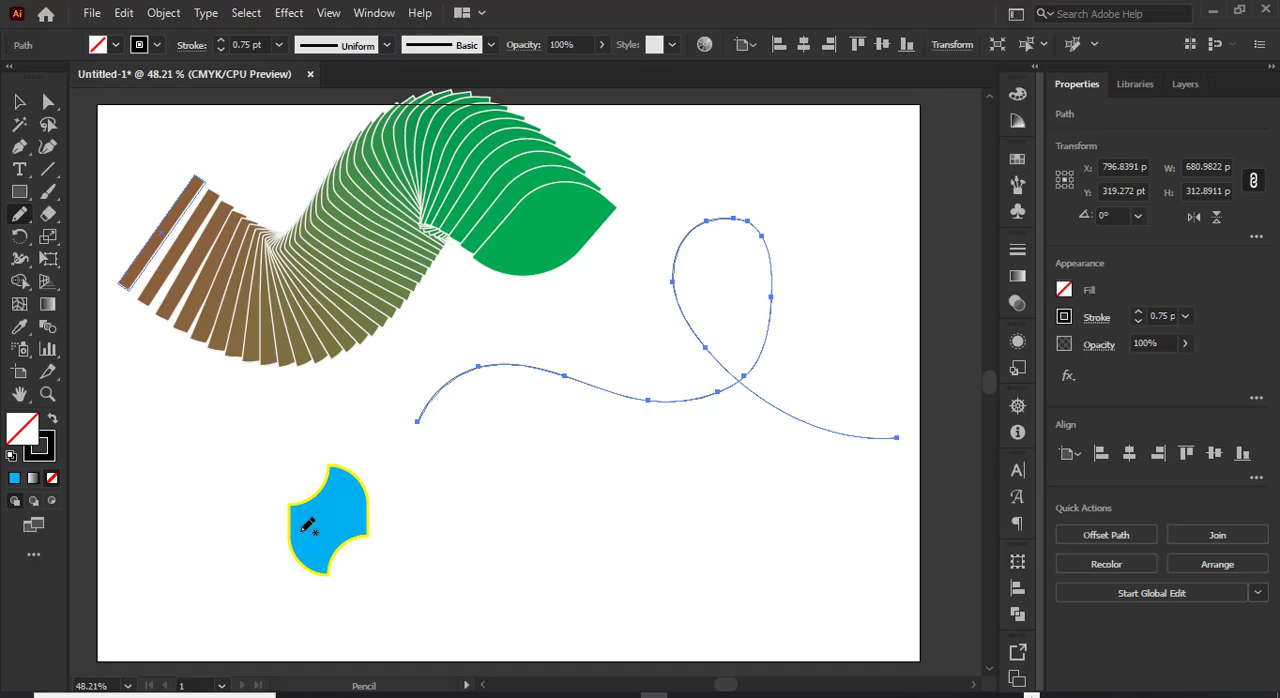 Ai File Edit Object Type Select Effect View Window Help Search Adobe Help
Path Stroke: 0.75 pt Uniform Basic Opacity: 100% Style: Transform
Untitled-1* @ 48.21 % (CMYK/CPU Preview)
Properties Libraries Layers
Path
Transform
X: 796.8391 p W: 680.9822 p
Y: 319.272 pt H: 312.8911 p
0°
Appearance
Fill
Stroke 0.75 p
Opacity 100%
fx.
Align
Quick Actions
Offset Path Join
Recolor Arrange
Start Global Edit
48.21% 1 Pencil